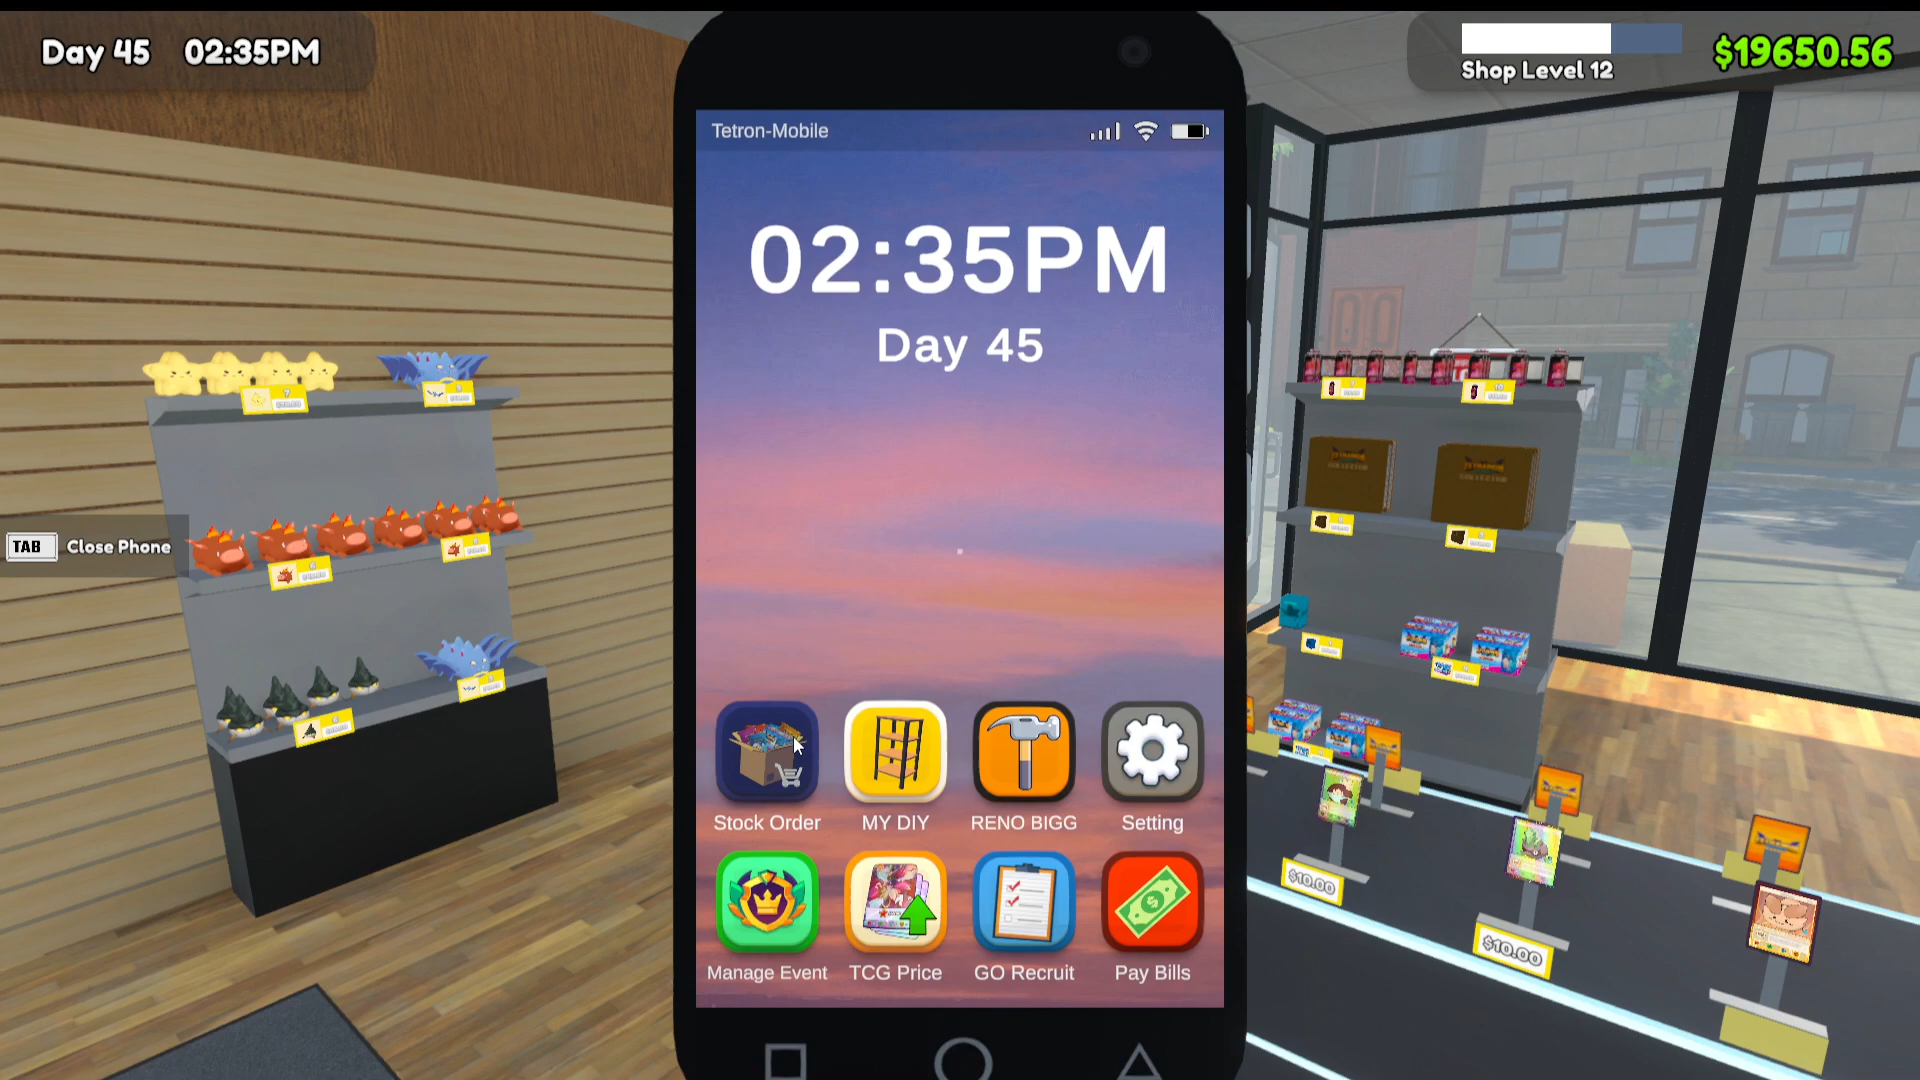 Day 45 02:35PM
Shop Level 12
$19650.56
Tetron-Mobile
02:35PM
Day 45
TAB Close Phone
Stock Order MY DIY RENO BIGG Setting
Manage Event TCG Price GO Recruit Pay Bills
$10.00
$10.00